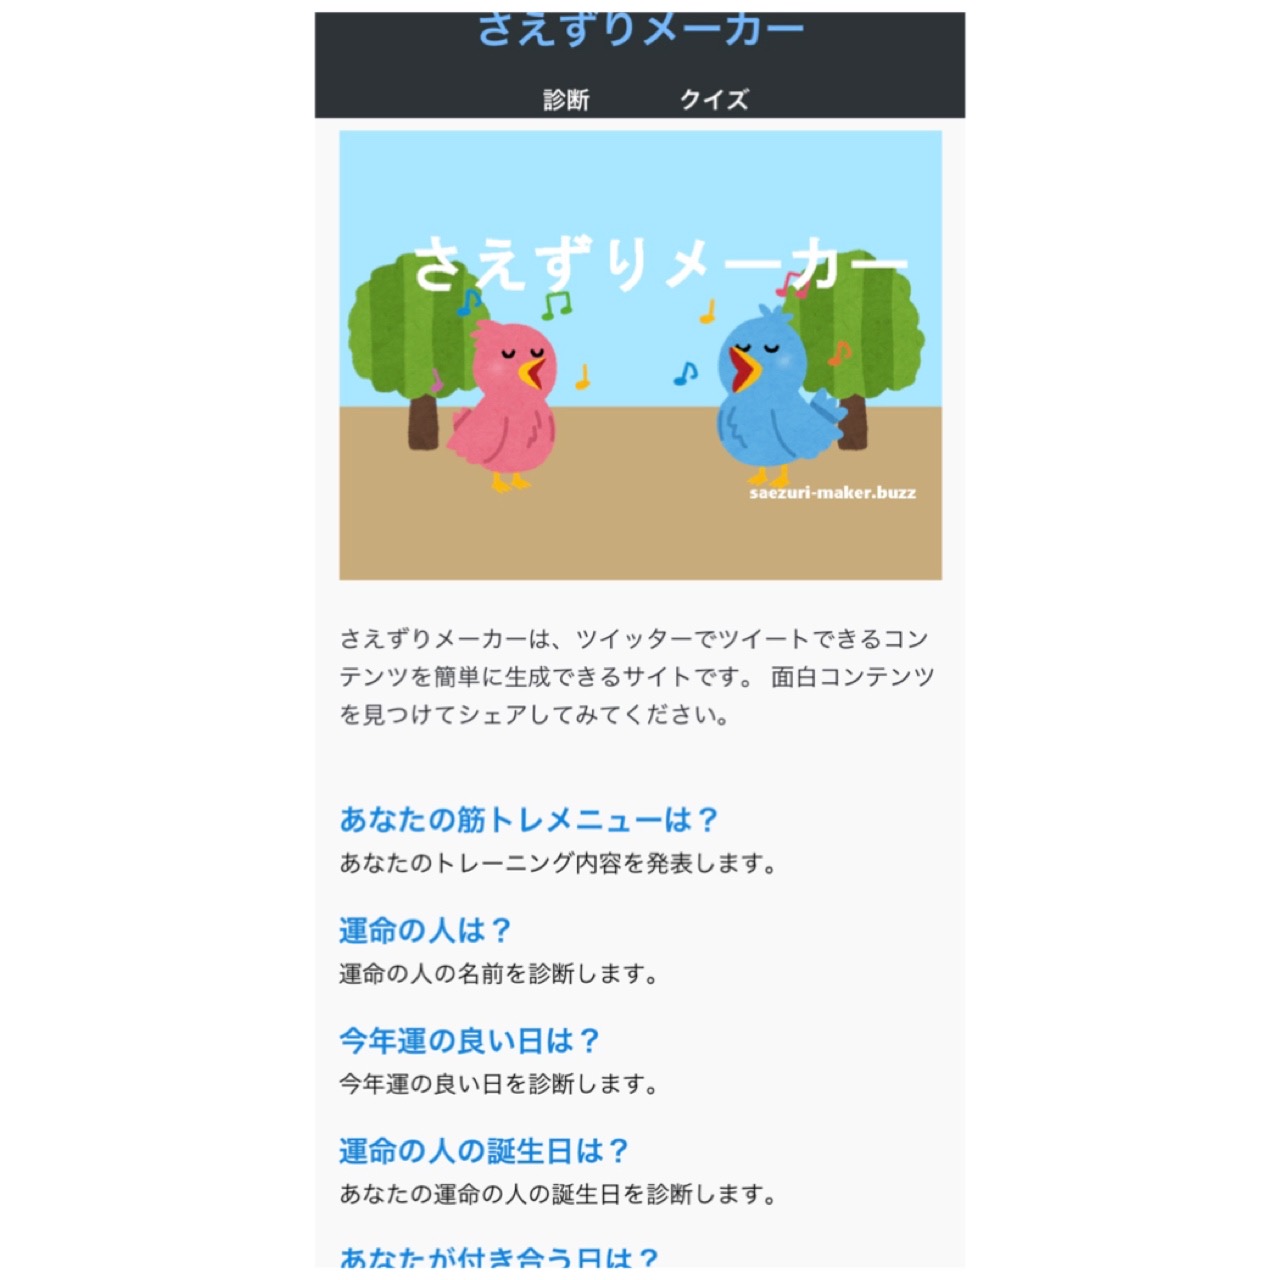 さえずりメーカー
診断 クイズ
さえずりメーカー
saezuri-maker.buzz
さえずりメーカーは、ツイッターでツイートできるコン
テンツを簡単に生成できるサイトです。 面白コンテンツ
を見つけてシェアしてみてください。
あなたの筋トレメニューは？
あなたのトレーニング内容を発表します。
運命の人は？
運命の人の名前を診断します。
今年運の良い日は？
今年運の良い日を診断します。
運命の人の誕生日は？
あなたの運命の人の誕生日を診断します。
あなたが付き合う日は？